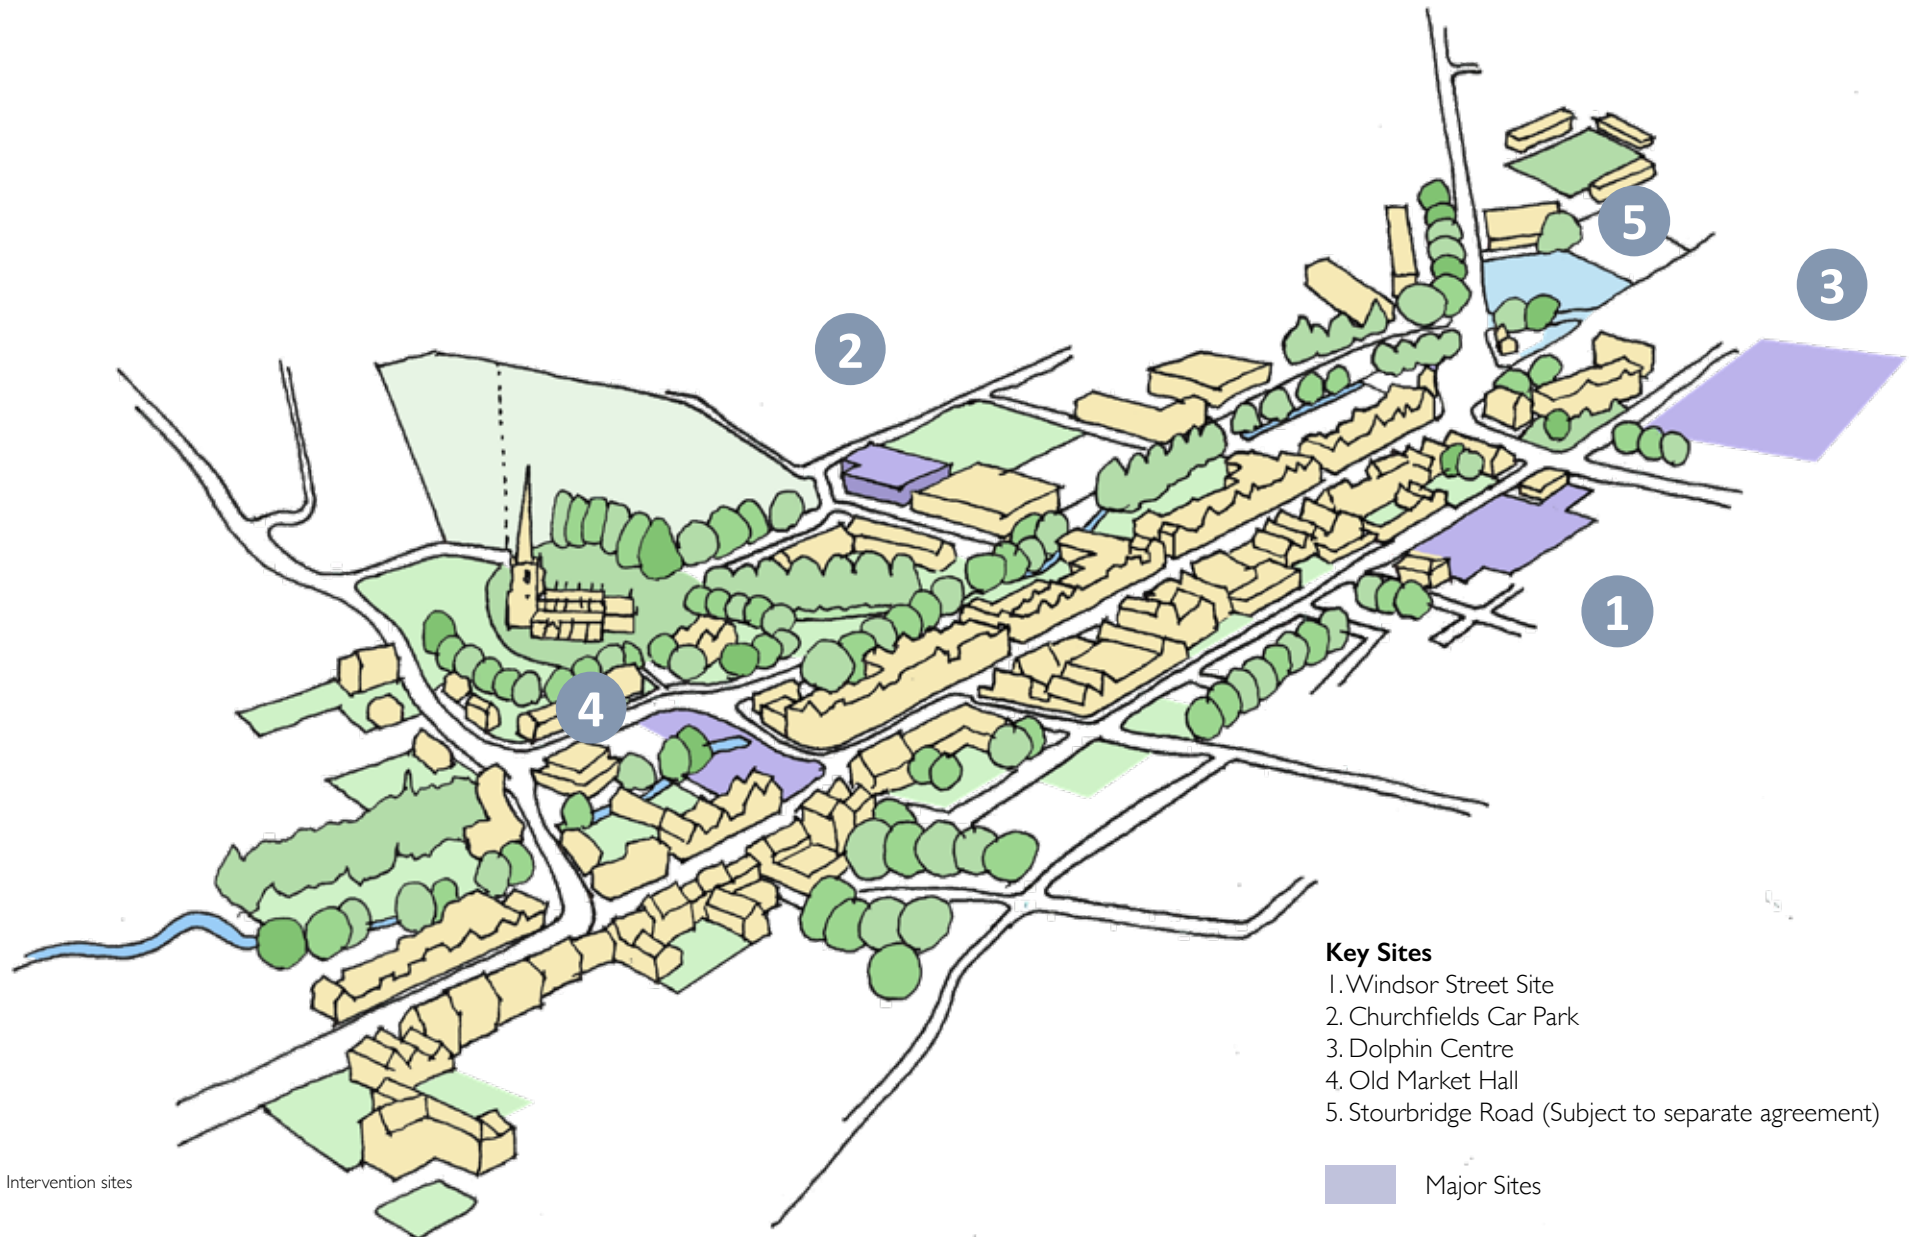 5
3
2
1
4
Key Sites
1. Windsor Street Site
2. Churchfields Car Park
3. Dolphin Centre
4. Old Market Hall
5. Stourbridge Road (Subject to separate agreement)
Major Sites
Intervention sites